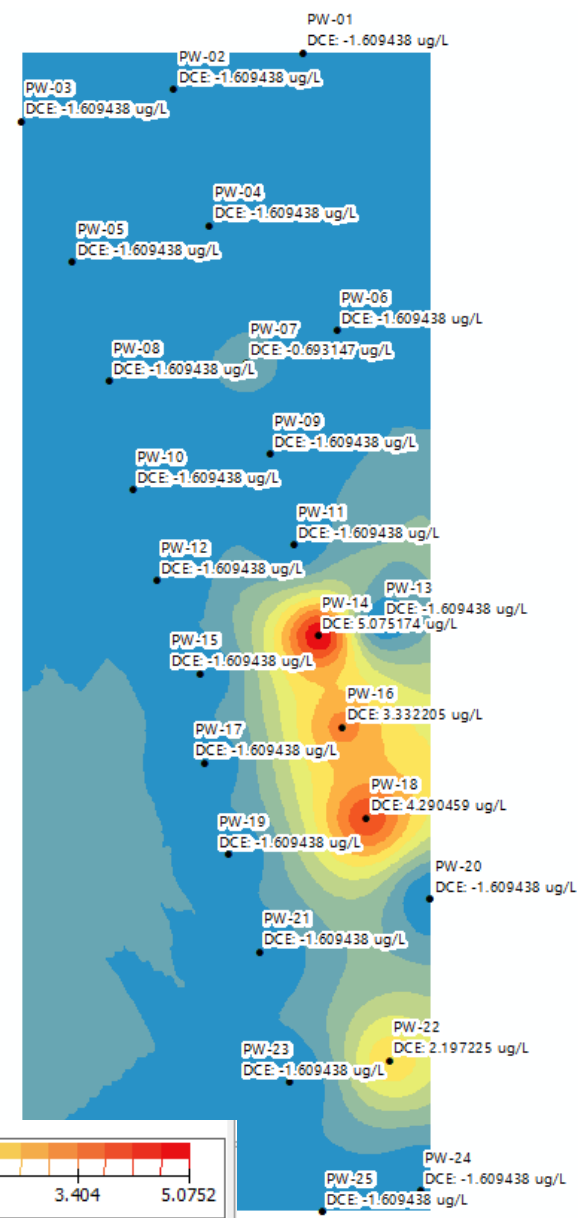 PW-01
DCE: -1.609438 ug/L
PW-02
DCE: -1.609438 ug/L
PW-03
DCE: -1.609438 ug/L
PW-04
DCE: -1.609438 ug/L
PW-05
DCE: -1.609438 ug/L
PW-06
DCE: -1.609438 ug/L
PW-07
DCE: -0.693147 ug/L
PW-08
DCE: -1.609438 ug/L
PW-09
DCE: -1.609438 ug/L
PW-10
DCE: -1.609438 ug/L
PW-11
DCE: -1.609438 ug/L
PW-12
DCE: -1.609438 ug/L
PW-13
DCE: -1.609438 ug/L
PW-14
DCE: 5.075174 ug/L
PW-15
DCE: -1.609438 ug/L
PW-16
DCE: 3.332205 ug/L
PW-17
DCE: -1.609438 ug/L
PW-18
DCE: 4.290459 ug/L
PW-19
DCE: -1.609438 ug/L
PW-20
DCE: -1.609438 ug/L
PW-21
DCE: -1.609438 ug/L
PW-22
DCE: 2.197225 ug/L
PW-23
DCE: -1.609438 ug/L
PW-24
DCE: -1.609438 ug/L
PW-25
DCE: -1.609438 ug/L
3.404 5.0752